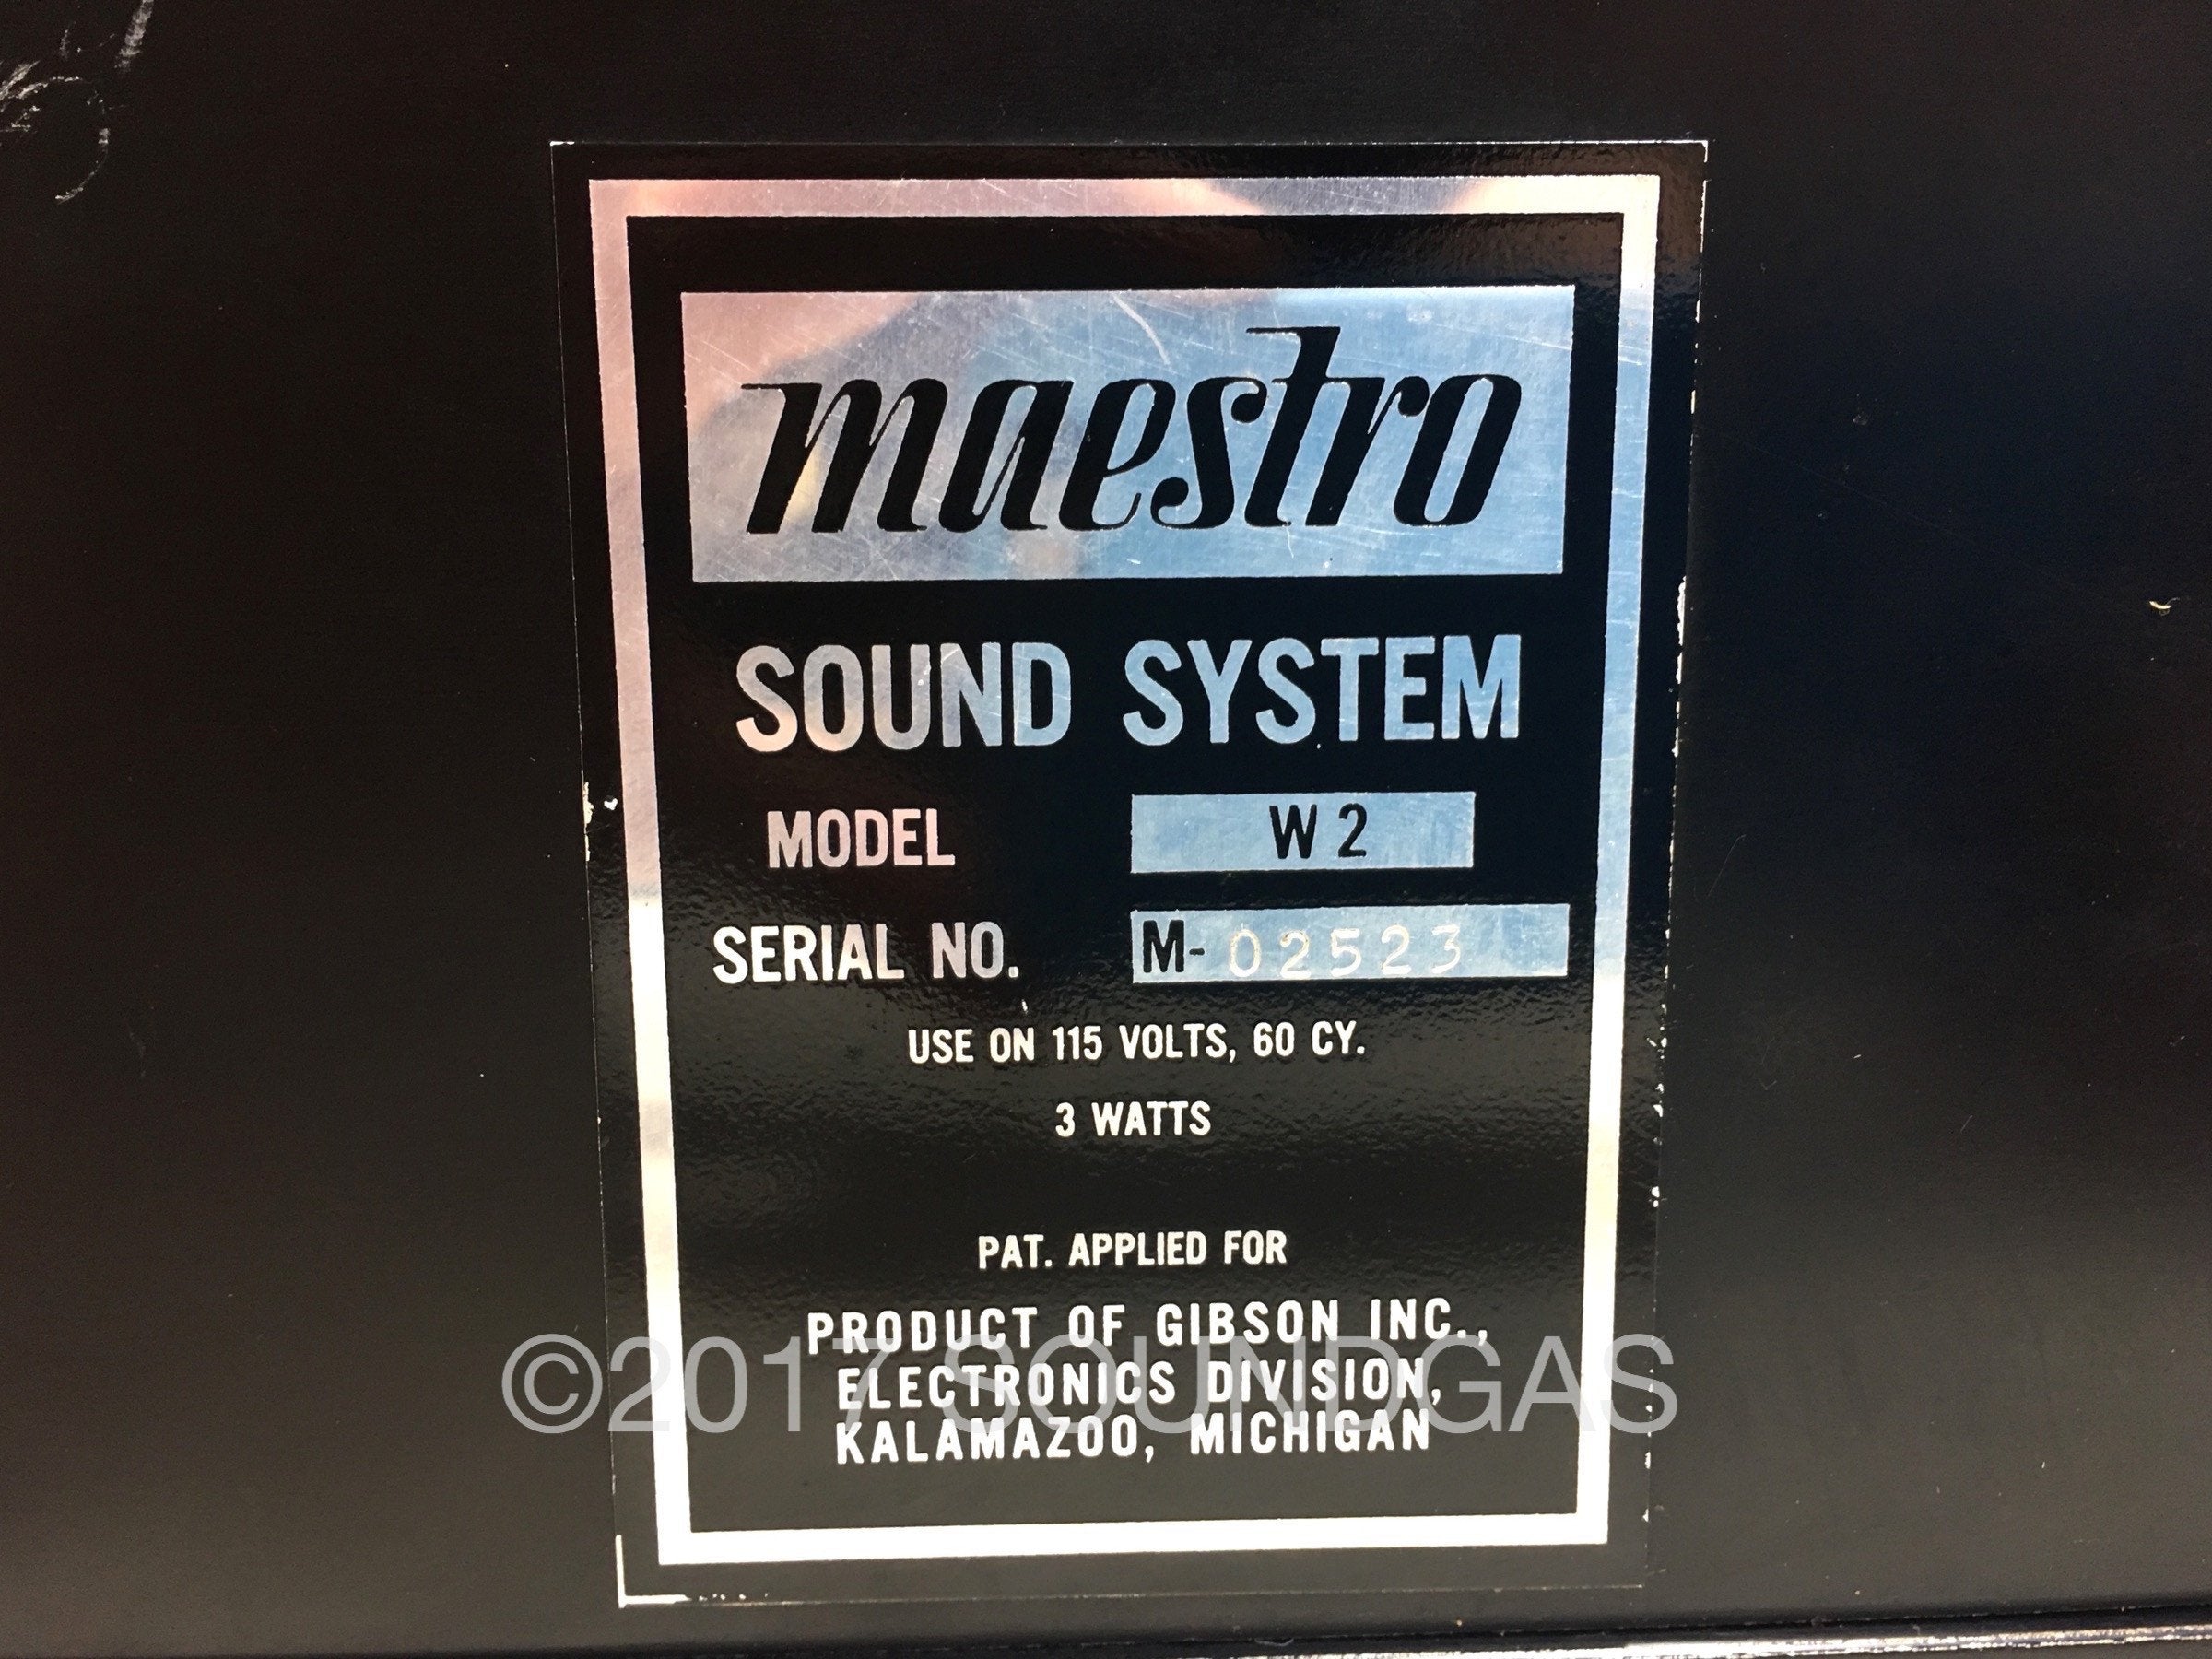 maestro
SOUND SYSTEM
MODEL W2
SERIAL NO. M-02523
USE ON 115 VOLTS, 60 CY.
3 WATTS
PAT. APPLIED FOR
PRODUCT OF GIBSON INC.,
ELECTRONICS DIVISION,
KALAMAZOO, MICHIGAN
©2017 SOUNDGAS